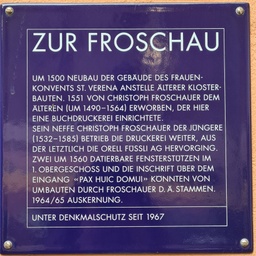 ZUR FROSCHAU
UM 1500 NEUBAU DER GEBÄUDE DES FRAUEN-
KONVENTS ST. VERENA ANSTELLE ÄLTERER KLOSTER-
BAUTEN. 1551 VON CHRISTOPH FROSCHAUER DEM
ÄLTEREN (UM 1490–1564) ERWORBEN, DER HIER
EINE BUCHDRUCKEREI EINRICHTETE.
SEIN NEFFE CHRISTOPH FROSCHAUER DER JÜNGERE
(1532–1585) BETRIEB DIE DRUCKEREI WEITER, AUS
DER LETZTLICH DIE ORELL FÜSSLI AG HERVORGING.
ZWEI UM 1560 DATIERBARE FENSTERSTÜTZEN IM
1. OBERGESCHOSS UND DIE INSCHRIFT ÜBER DEM
EINGANG «PAX HUIC DOMUI» KÖNNTEN VON
UMBAUTEN DURCH FROSCHAUER D. Ä. STAMMEN.
1964/65 AUSKERNUNG.
UNTER DENKMALSCHUTZ SEIT 1967